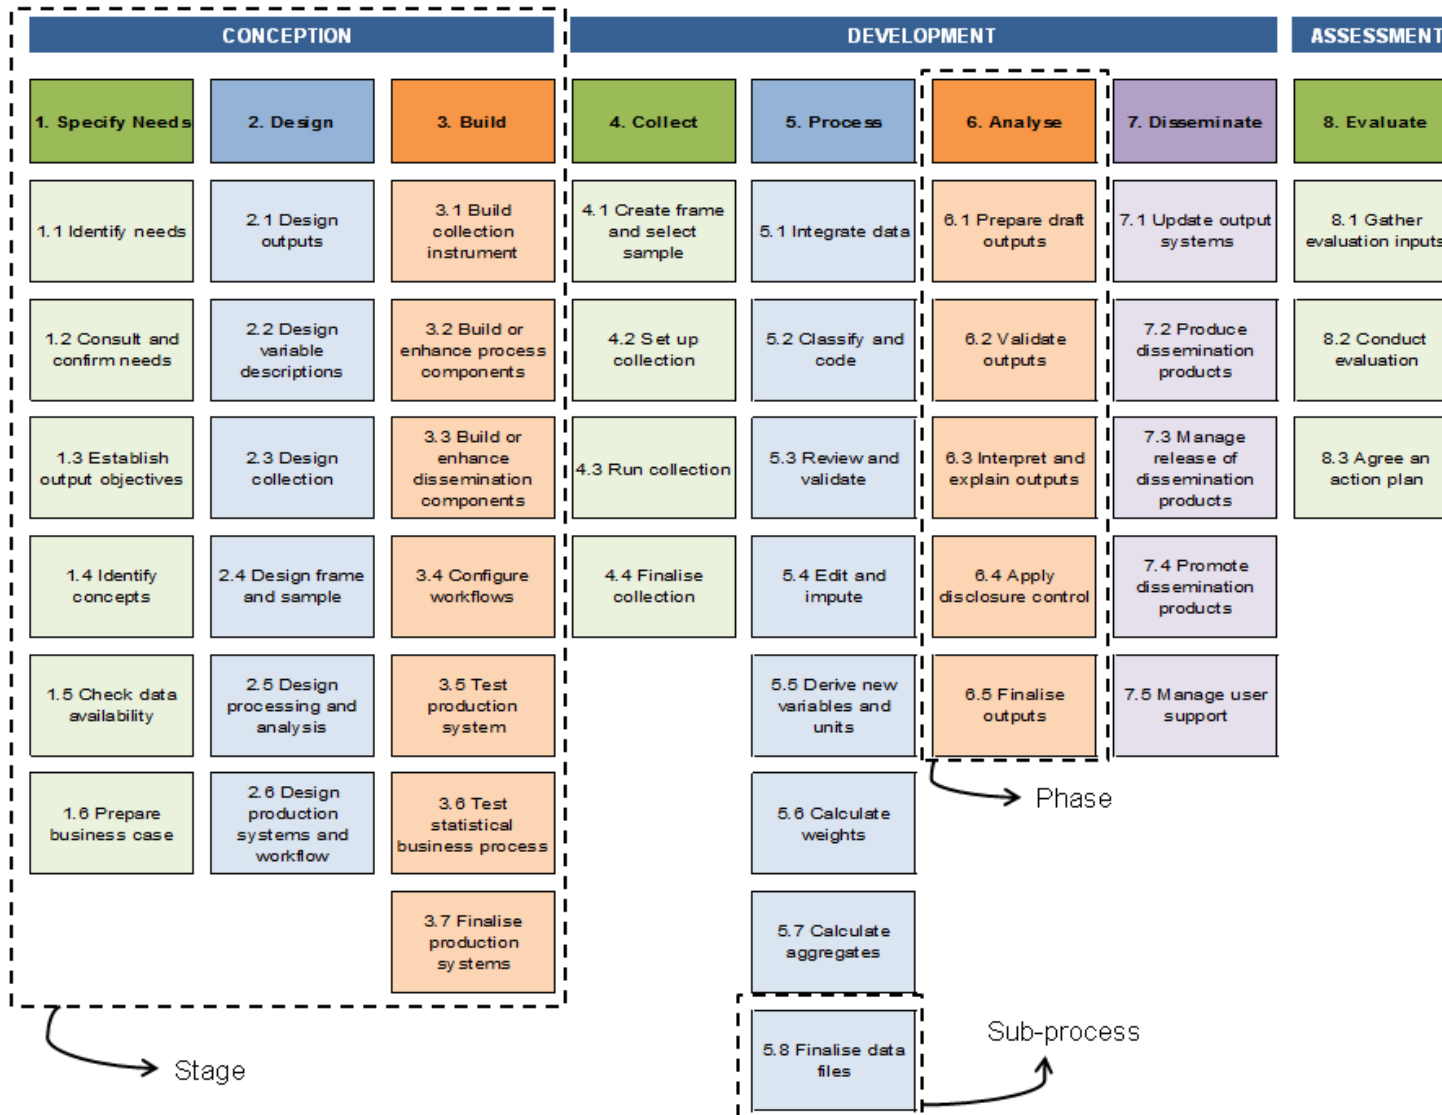 CONCEPTION
DEVELOPMENT
ASSESSMENT
1. Specify Needs
2. Design
3. Build
4. Collect
5. Process
6. Analyse
7. Disseminate
8. Evaluate
1.1 Identify needs
2.1 Design
outputs
3.1 Build
collection
instrument
4.1 Create frame
and select
sample
5.1 Integrate data
6.1 Prepare draft
outputs
7.1 Update output
systems
8.1 Gather
evaluation inputs
1.2 Consult and
confirm needs
2.2 Design
variable
descriptions
3.2 Build or
enhance process
components
4.2 Set up
collection
5.2 Classify and
code
6.2 Validate
outputs
7.2 Produce
dissemination
products
8.2 Conduct
evaluation
1.3 Establish
output objectives
2.3 Design
collection
3.3 Build or
enhance
dissemination
components
4.3 Run collection
5.3 Review and
validate
6.3 Interpret and
explain outputs
7.3 Manage
release of
dissemination
products
8.3 Agree an
action plan
1.4 Identify
concepts
2.4 Design frame
and sample
3.4 Configure
workflows
4.4 Finalise
collection
5.4 Edit and
impute
6.4 Apply
disclosure control
7.4 Promote
dissemination
products
1.5 Check data
availability
2.5 Design
processing and
analysis
3.5 Test
production
system
5.5 Derive new
variables and
units
6.5 Finalise
outputs
7.5 Manage user
support
1.6 Prepare
business case
2.6 Design
production
systems and
workflow
3.6 Test
statistical
business process
5.6 Calculate
weights
Phase
3.7 Finalise
production
systems
5.7 Calculate
aggregates
Stage
5.8 Finalise data
files
Sub-process